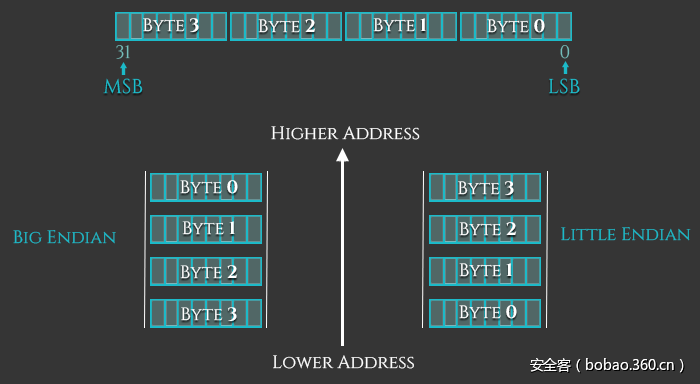 Byte 3 Byte 2 Byte 1 Byte 0
31 0
MSB LSB
Higher Address
Big Endian
Byte 0
Byte 1
Byte 2
Byte 3
Byte 3
Byte 2
Byte 1
Byte 0
Little Endian
Lower Address
安全客（bobao.360.cn）